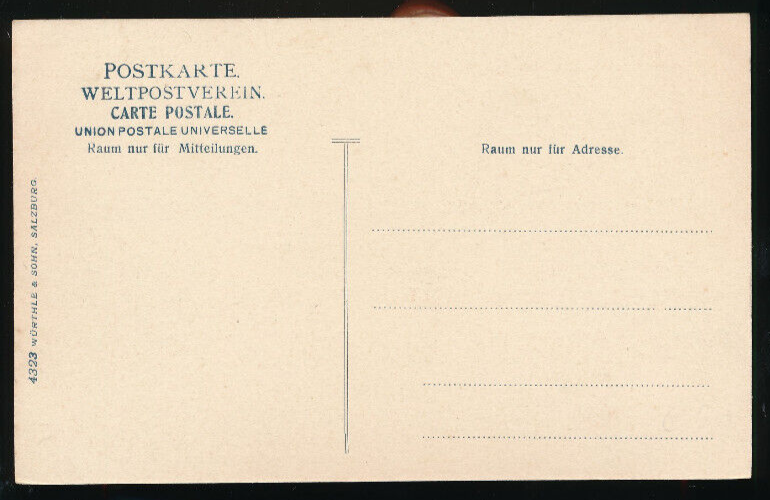 POSTKARTE.
WELTPOSTVEREIN.
CARTE POSTALE.
UNION POSTALE UNIVERSELLE
Raum nur für Mitteilungen.
Raum nur für Adresse.
4323 WÜRTHLE & SOHN, SALZBURG.